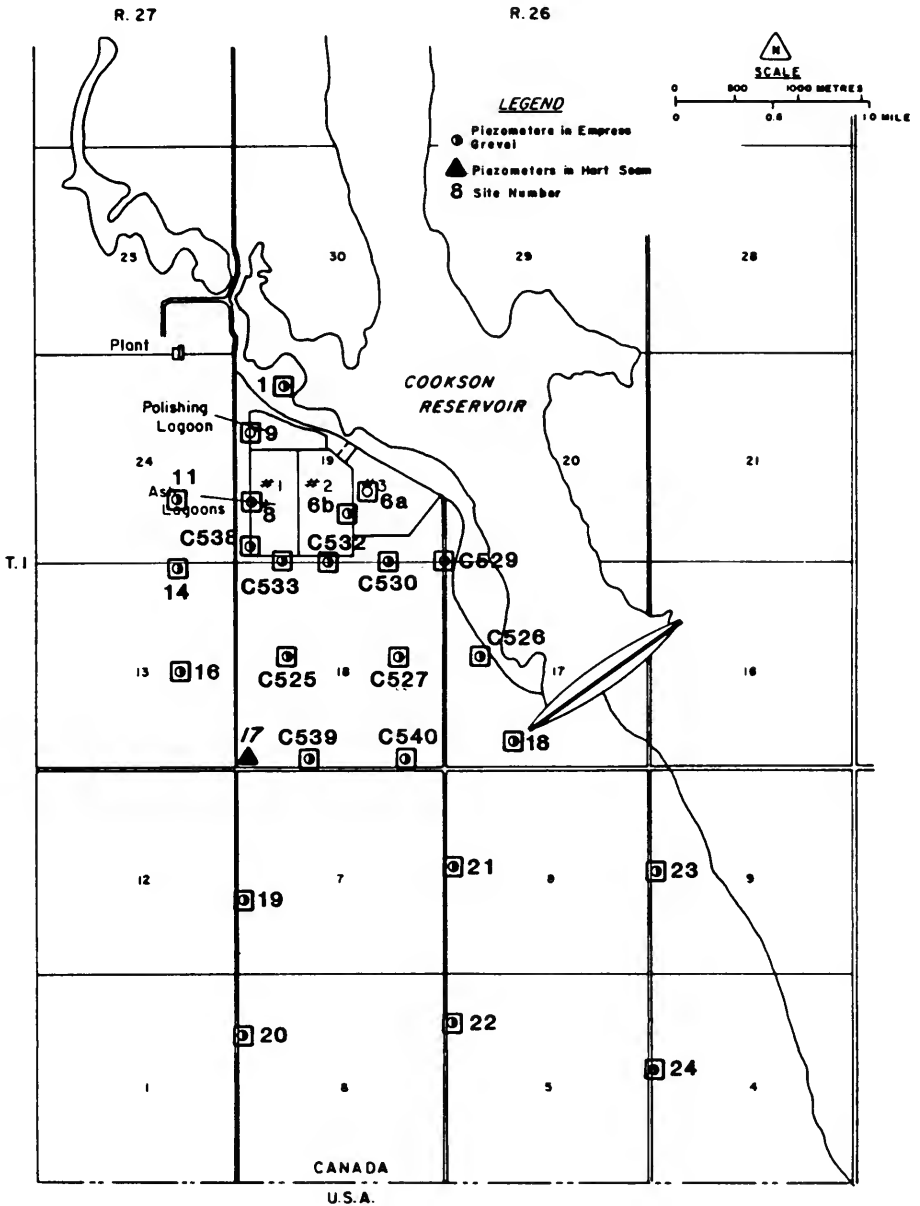 R. 27
R. 26
N
SCALE
0 500 1000 METRES
0 0.5 1.0 MILE
LEGEND
Piezometers in Empress
Gravel
Piezometers in Hart Seam
8 Site Number
25
30
29
28
Plant
1
COOKSON
RESERVOIR
Polishing
Lagoon
9
24
19
20
21
11
#1
#2
#3
Ash
Lagoons
8
6b
6a
C538
C532
T. 1
14
C533
C530
C529
C526
13
16
C525
18
C527
17
16
17
C539
C540
18
12
7
21
8
23
9
19
20
22
24
1
6
5
4
CANADA
U.S.A.